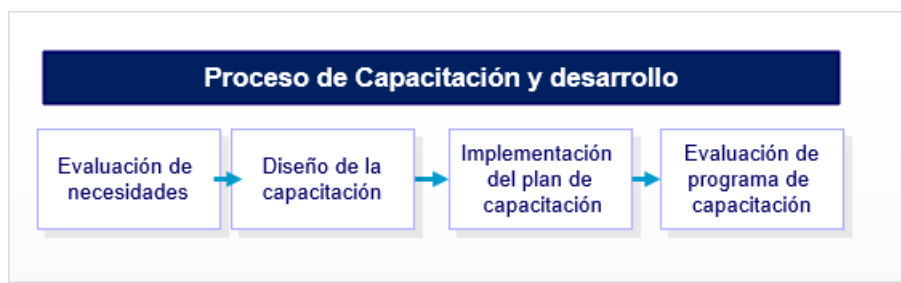 Proceso de Capacitación y desarrollo
Evaluación de
necesidades
Diseño de la
capacitación
Implementación
del plan de
capacitación
Evaluación de
programa de
capacitación